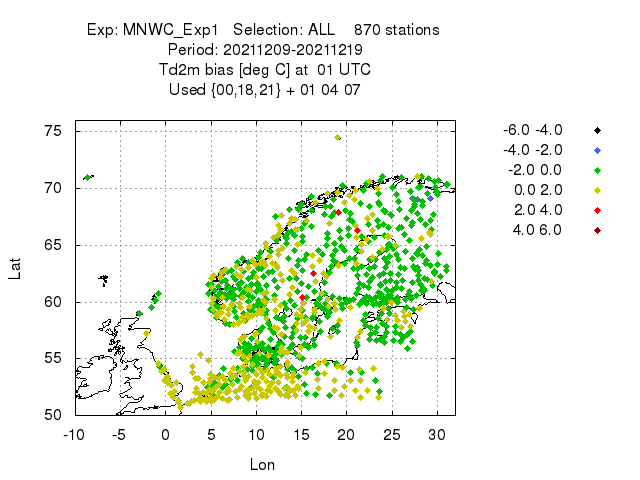 Exp: MNWC_Exp1 Selection: ALL 870 stations
Period: 20211209-20211219
Td2m bias [deg C] at 01 UTC
Used {00,18,21} + 01 04 07
-6.0 -4.0
-4.0 -2.0
-2.0 0.0
0.0 2.0
2.0 4.0
4.0 6.0
75
70
65
60
55
50
Lat
-10 -5 0 5 10 15 20 25 30
Lon